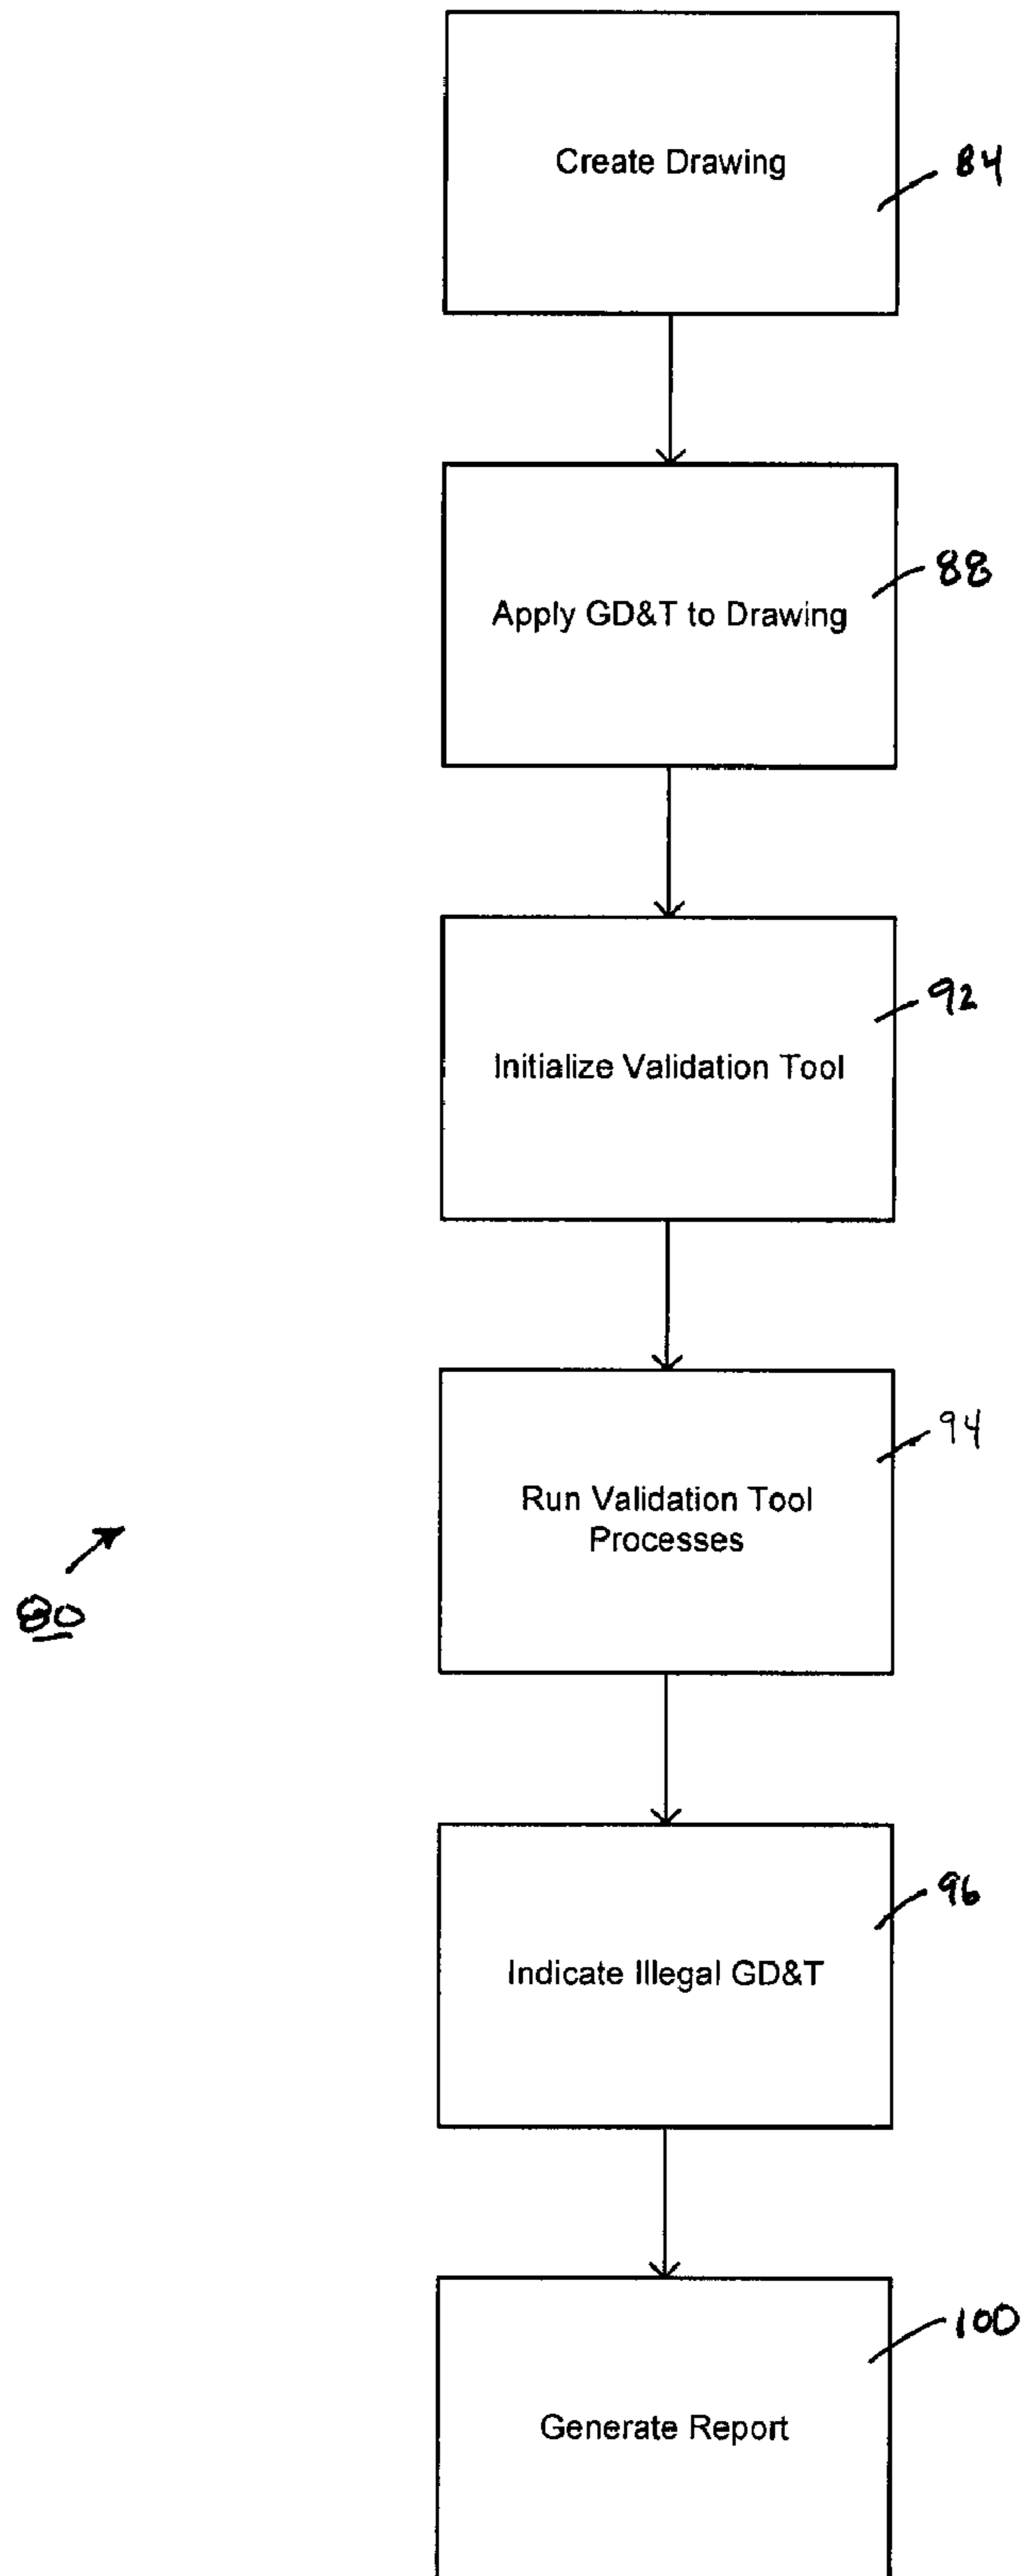 Create Drawing
84
Apply GD&T to Drawing
88
Initialize Validation Tool
92
Run Validation Tool
Processes
94
80
Indicate Illegal GD&T
96
Generate Report
100